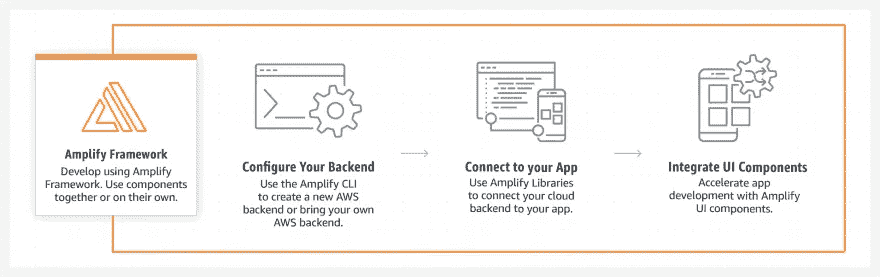 Amplify Framework
Develop using Amplify
Framework. Use components
together or on their own.
Configure Your Backend
Use the Amplify CLI
to create a new AWS
backend or bring your own
AWS backend.
Connect to your App
Use Amplify Libraries
to connect your cloud
backend to your app.
Integrate UI Components
Accelerate app
development with Amplify
UI components.